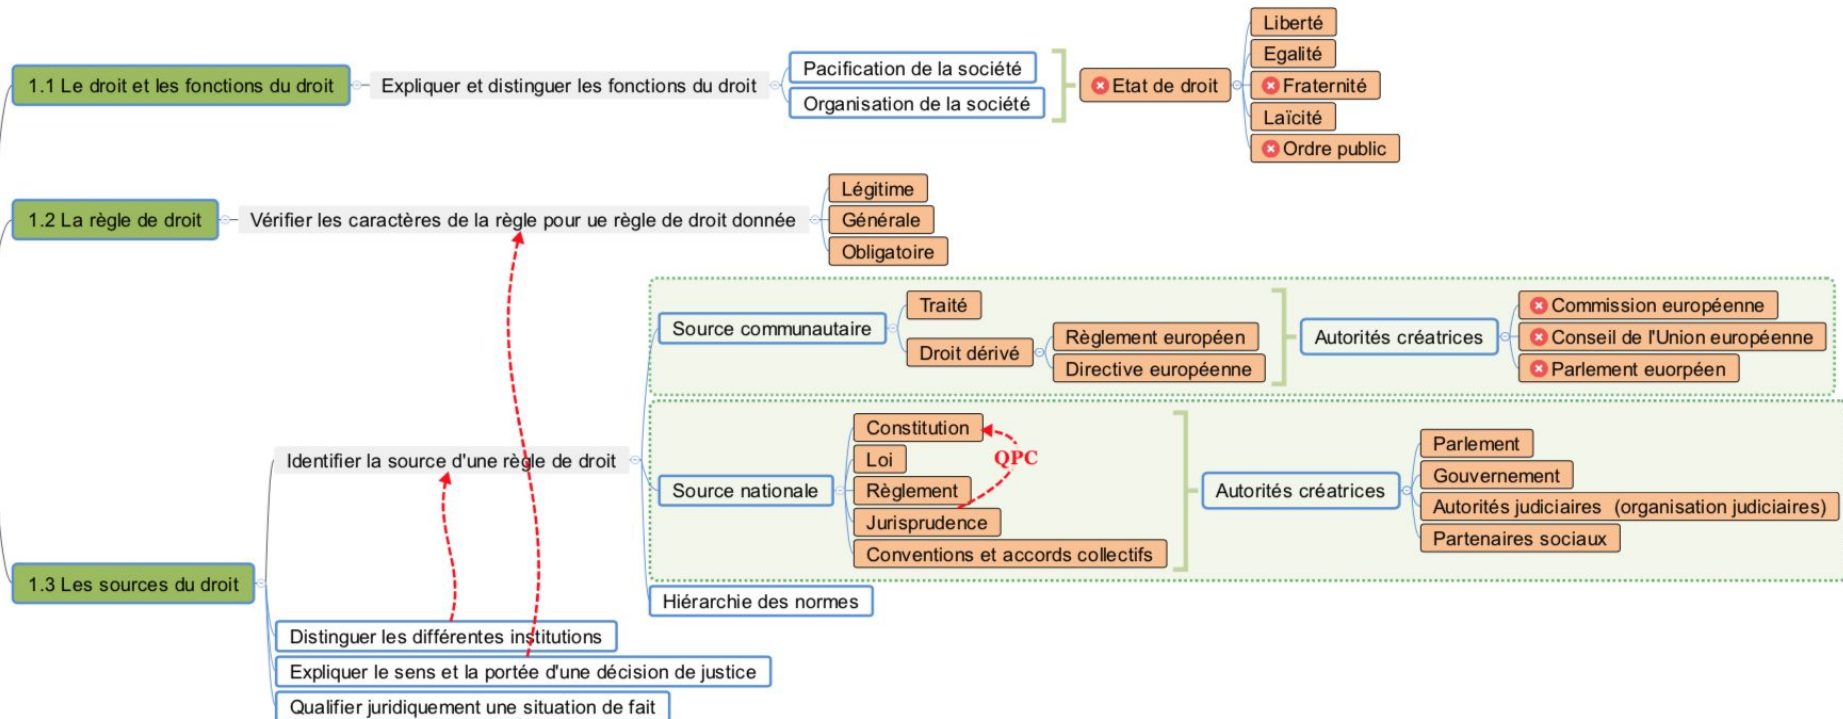 1.1 Le droit et les fonctions du droit
Expliquer et distinguer les fonctions du droit
Pacification de la société
Organisation de la société
Etat de droit
Liberté
Egalité
Fraternité
Laïcité
Ordre public
1.2 La règle de droit
Vérifier les caractères de la règle pour ue règle de droit donnée
Légitime
Générale
Obligatoire
1.3 Les sources du droit
Identifier la source d'une règle de droit
Source communautaire
Traité
Droit dérivé
Règlement européen
Directive européenne
Autorités créatrices
Commission européenne
Conseil de l'Union européenne
Parlement euorpéen
Source nationale
Constitution
Loi
Règlement
Jurisprudence
Conventions et accords collectifs
QPC
Autorités créatrices
Parlement
Gouvernement
Autorités judiciaires (organisation judiciaires)
Partenaires sociaux
Hiérarchie des normes
Distinguer les différentes institutions
Expliquer le sens et la portée d'une décision de justice
Qualifier juridiquement une situation de fait